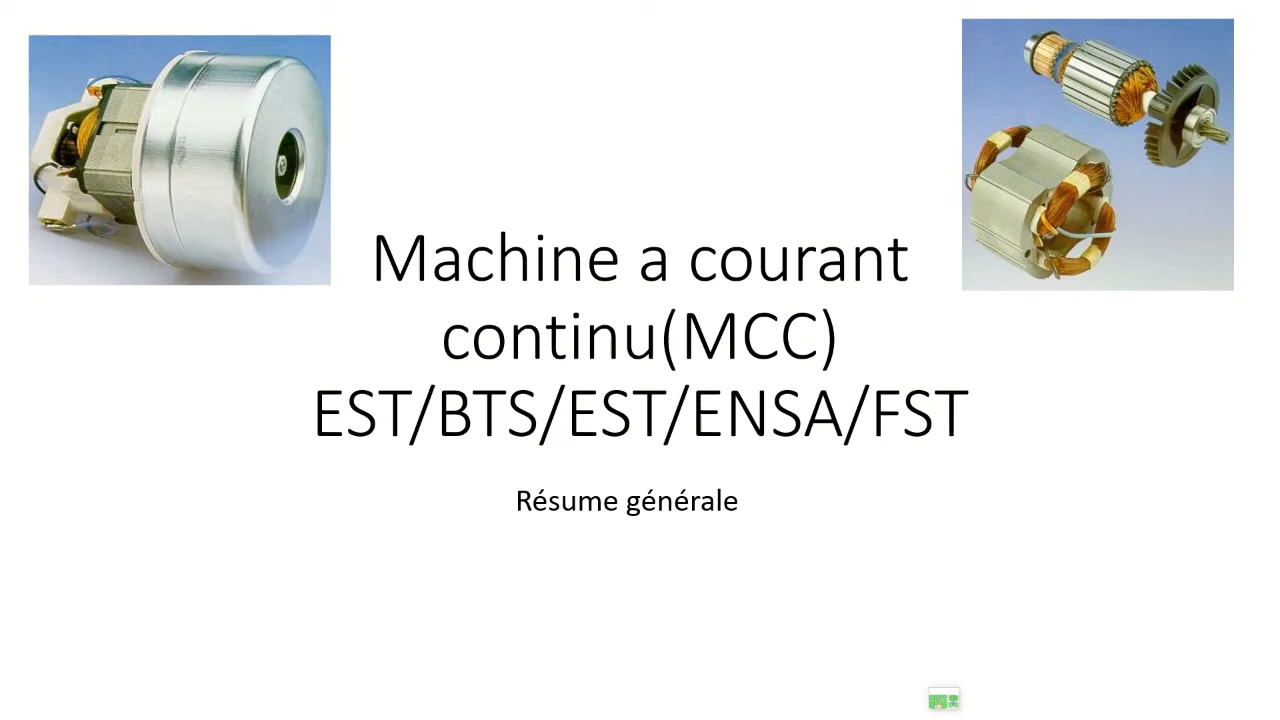 Machine a courant
continu(MCC)
EST/BTS/EST/ENSA/FST
Résume générale